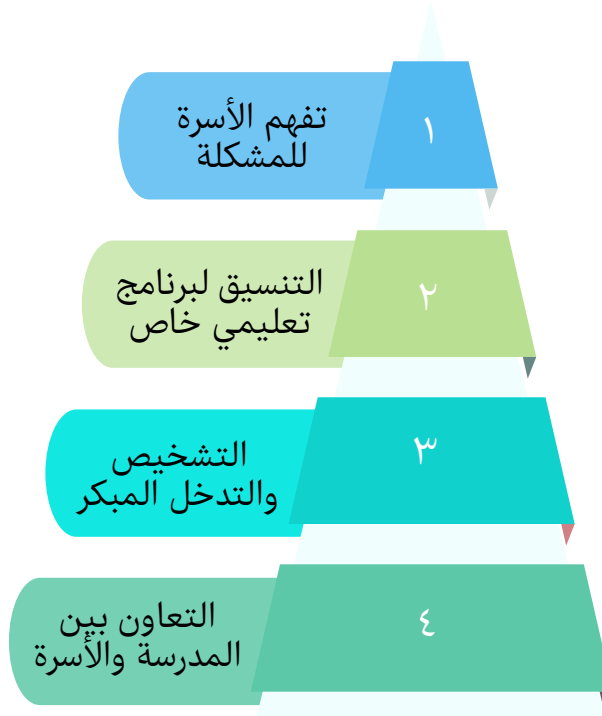 ١
تفهم الأسرة
للمشكلة
٢
التنسيق لبرنامج
تعليمي خاص
٣
التشخيص
والتدخل المبكر
٤
التعاون بين
المدرسة والأسرة